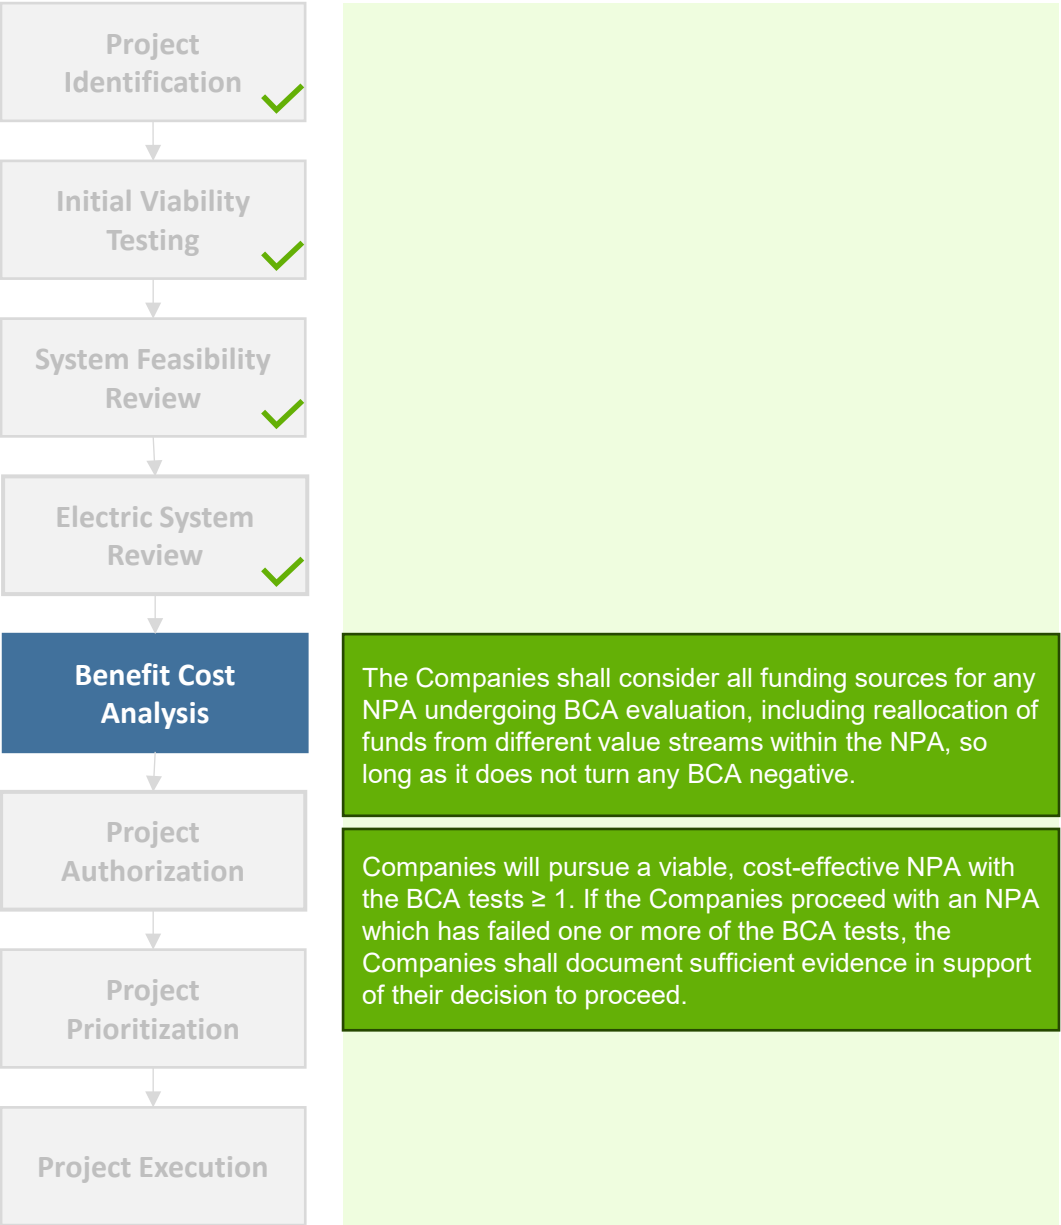 Project
Identification
Initial Viability
Testing
System Feasibility
Review
Electric System
Review
Benefit Cost
Analysis
The Companies shall consider all funding sources for any
NPA undergoing BCA evaluation, including reallocation of
funds from different value streams within the NPA, so
long as it does not turn any BCA negative.
Project
Authorization
Companies will pursue a viable, cost-effective NPA with
the BCA tests ≥ 1. If the Companies proceed with an NPA
which has failed one or more of the BCA tests, the
Companies shall document sufficient evidence in support
of their decision to proceed.
Project
Prioritization
Project Execution